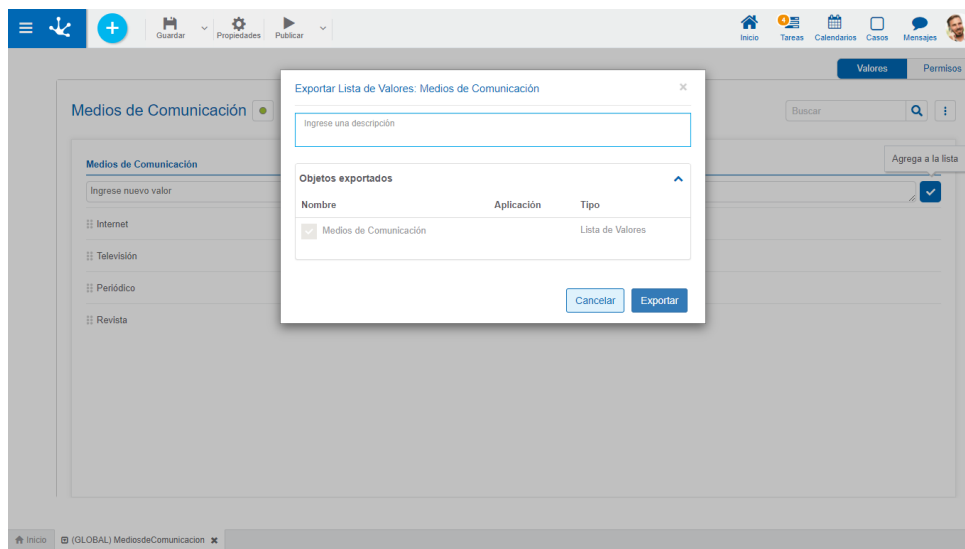 Guardar
Propiedades
Publicar
Inicio
Tareas
Calendarios
Casos
Mensajes
Valores
Permisos
Medios de Comunicación
Buscar
Exportar Lista de Valores: Medios de Comunicación
Ingrese una descripción
Objetos exportados
Nombre Aplicación Tipo
Medios de Comunicación Lista de Valores
Cancelar Exportar
Agrega a la lista
Medios de Comunicación
Ingrese nuevo valor
Internet
Televisión
Periódico
Revista
Inicio (GLOBAL) MediosdeComunicacion